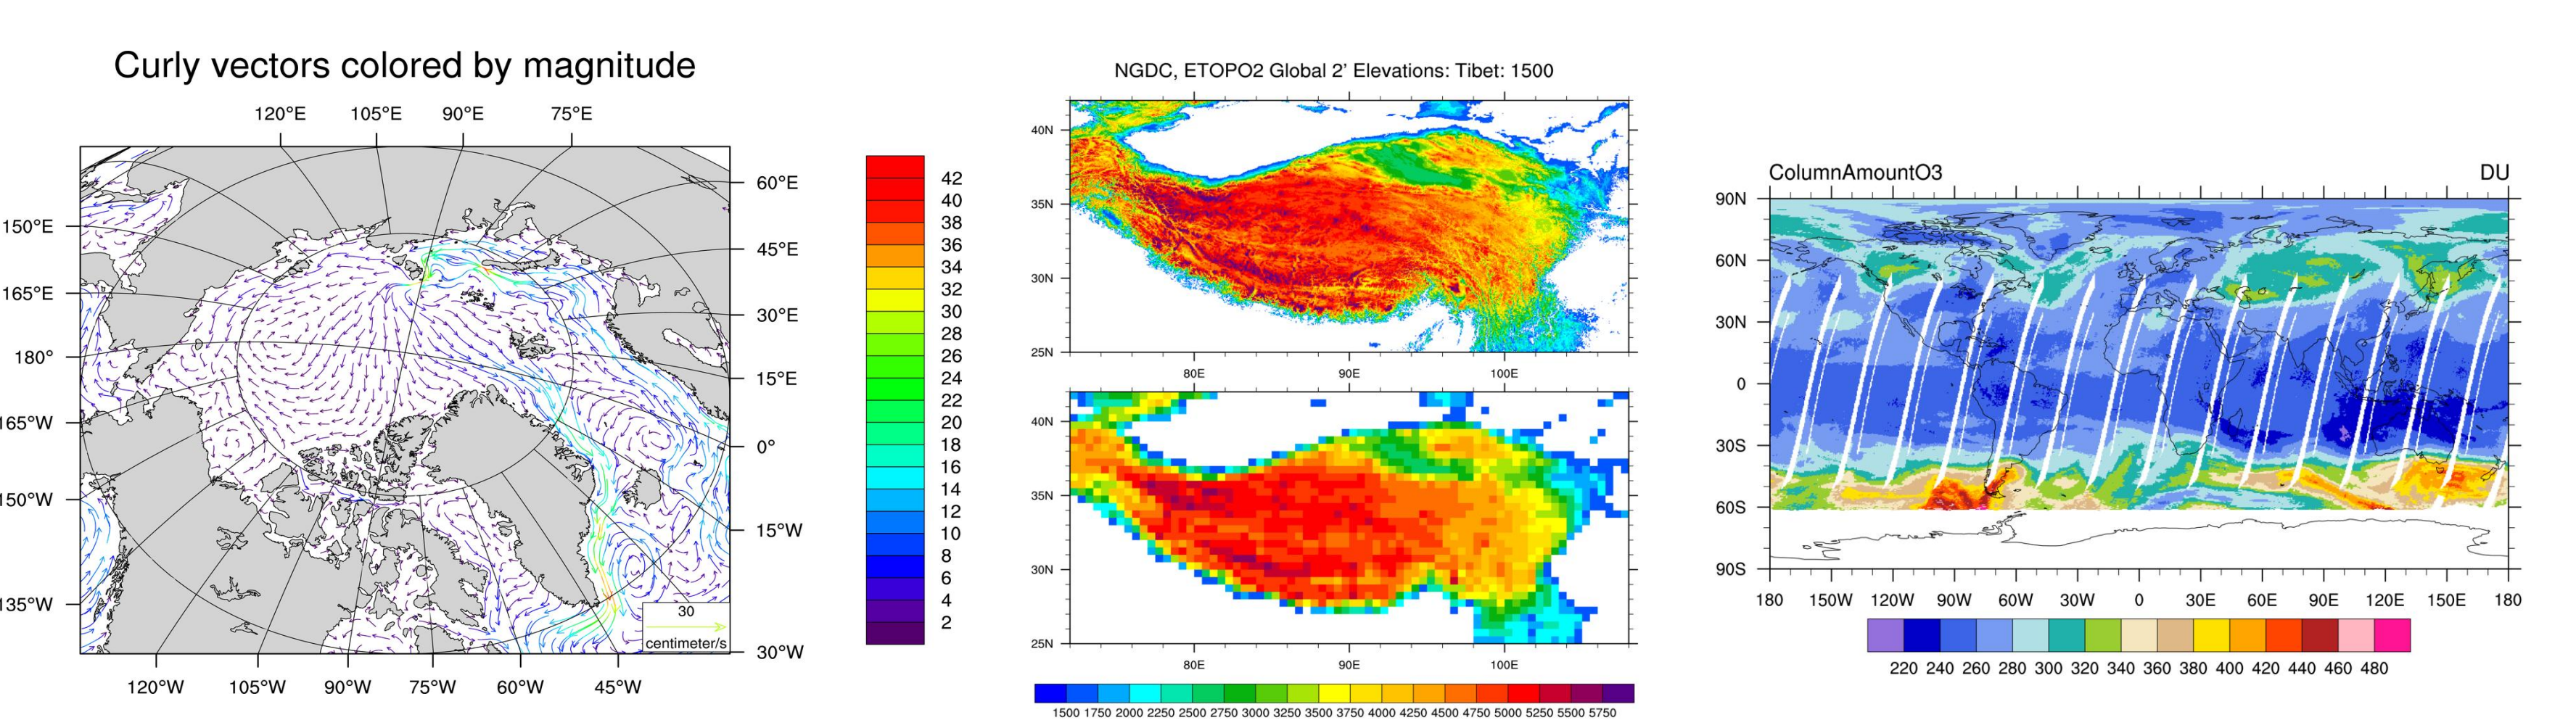 Curly vectors colored by magnitude
120°E 105°E 90°E 75°E
150°E
165°E
180°
165°W
150°W
135°W
60°E
45°E
30°E
15°E
0°
15°W
30°W
30
centimeter/s
120°W 105°W 90°W 75°W 60°W 45°W
42
40
38
36
34
32
30
28
26
24
22
20
18
16
14
12
10
8
6
4
2
NGDC, ETOPO2 Global 2' Elevations: Tibet: 1500
40N
35N
30N
25N
80E 90E 100E
40N
35N
30N
25N
80E 90E 100E
1500 1750 2000 2250 2500 2750 3000 3250 3500 3750 4000 4250 4500 4750 5000 5250 5500 5750
ColumnAmountO3 DU
90N
60N
30N
0
30S
60S
90S
180 150W 120W 90W 60W 30W 0 30E 60E 90E 120E 150E 180
220 240 260 280 300 320 340 360 380 400 420 440 460 480